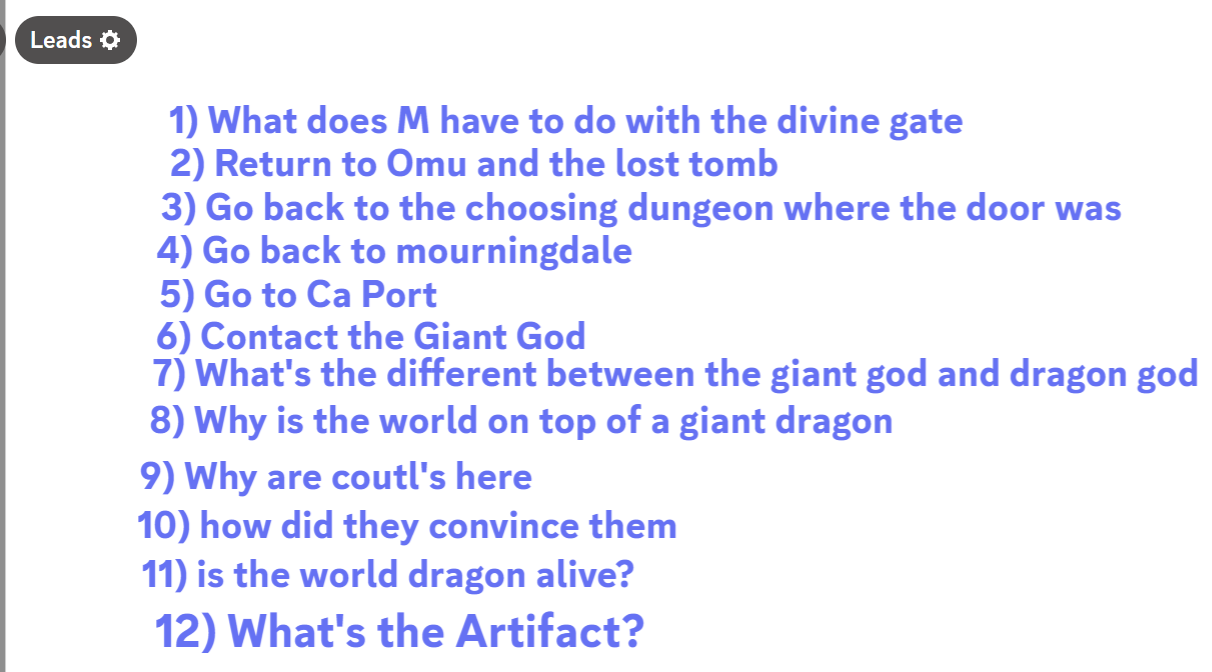 Leads
1) What does M have to do with the divine gate
2) Return to Omu and the lost tomb
3) Go back to the choosing dungeon where the door was
4) Go back to mourningdale
5) Go to Ca Port
6) Contact the Giant God
7) What's the different between the giant god and dragon god
8) Why is the world on top of a giant dragon
9) Why are coutl's here
10) how did they convince them
11) is the world dragon alive?
12) What's the Artifact?